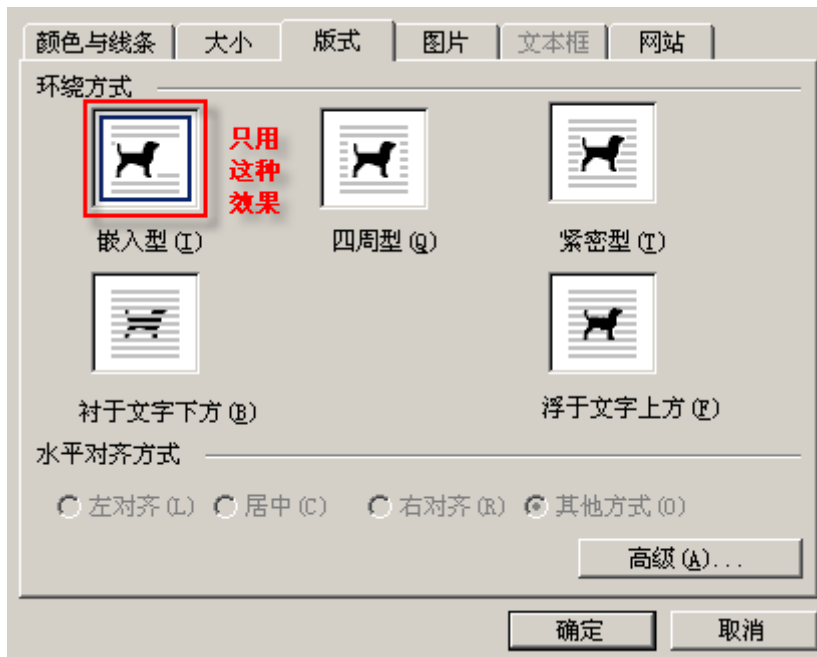 颜色与线条 大小 版式 图片 文本框 网站
环绕方式
只用
这种
效果
嵌入型(I) 四周型(Q) 紧密型(T)
衬于文字下方(B) 浮于文字上方(F)
水平对齐方式
左对齐(L) 居中(C) 右对齐(R) 其他方式(O)
高级(A)...
确定 取消